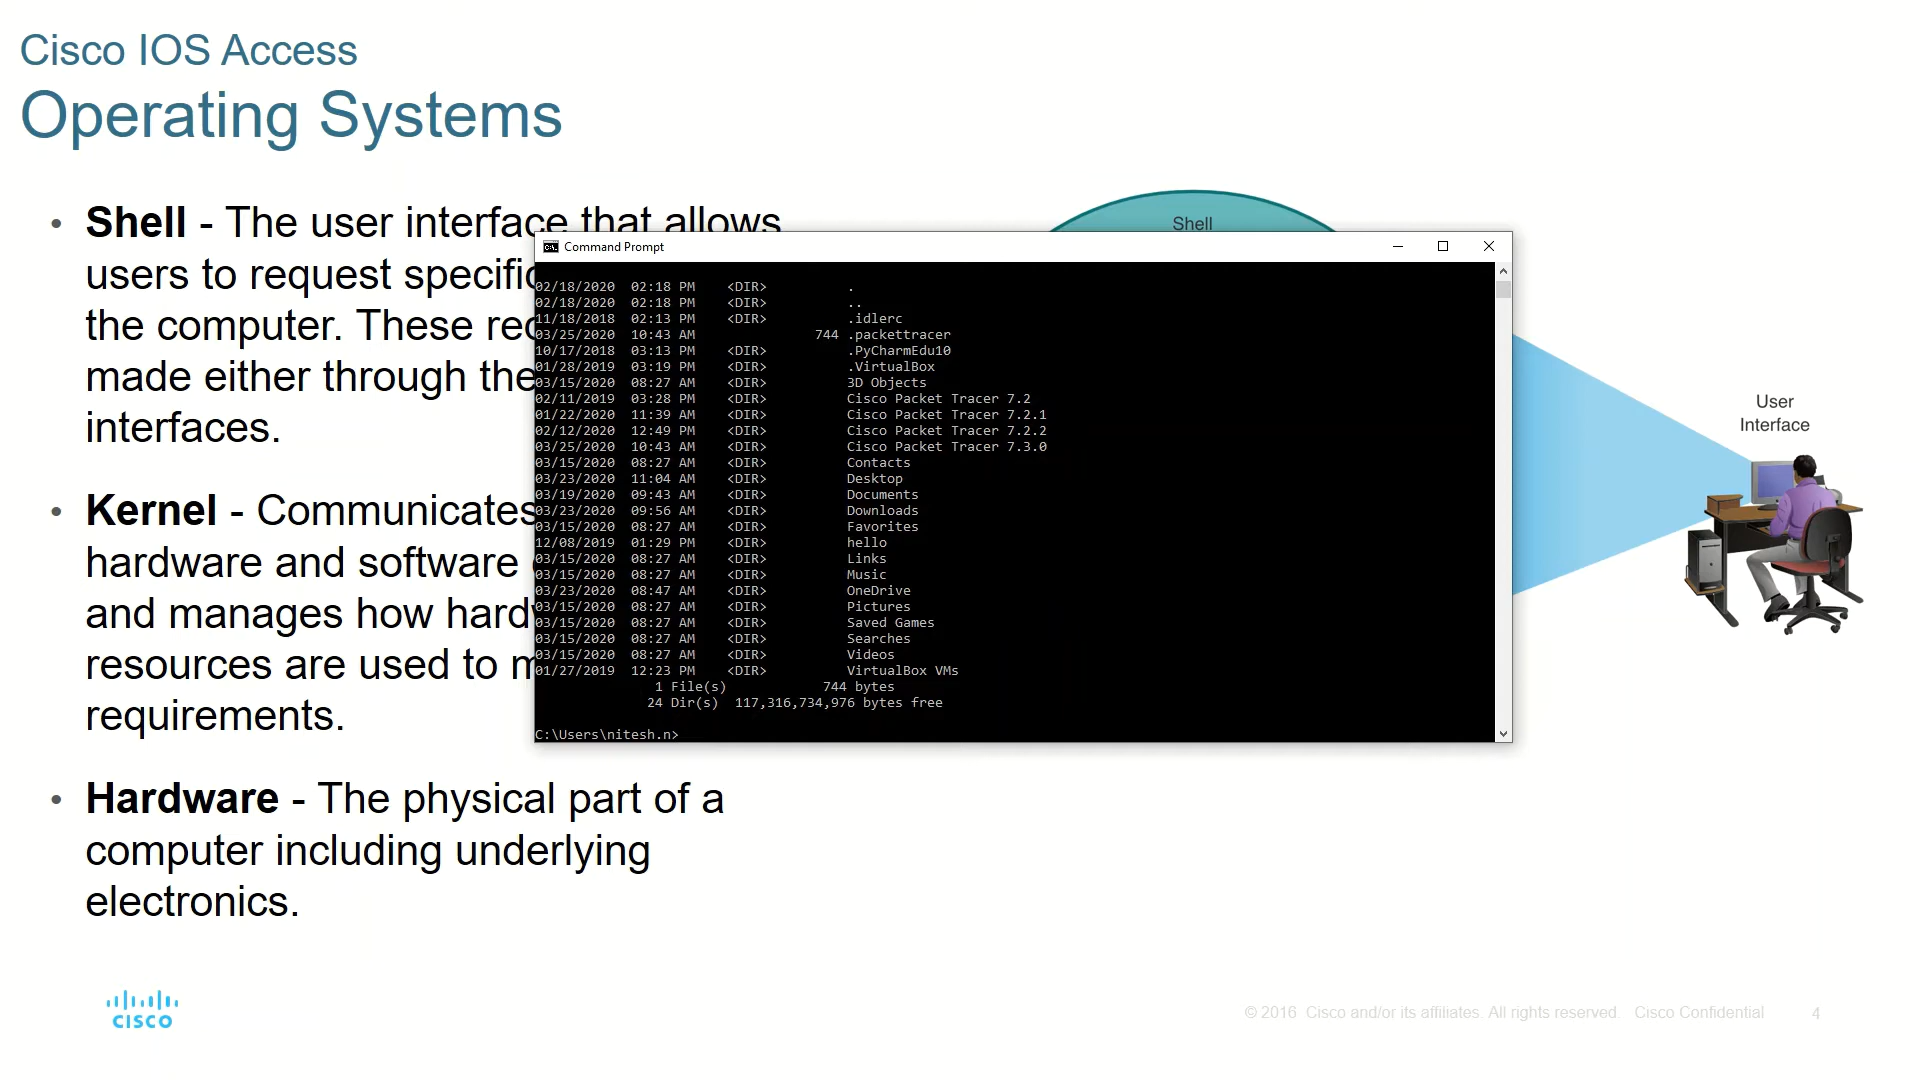 Cisco IOS Access
Operating Systems
• Shell - The user interface that allows
users to request specific
the computer. These
made either through the
interfaces.
• Kernel - Communicates
hardware and software
and manages how
resources are used to
requirements.
• Hardware - The physical part of a
computer including underlying
electronics.
Shell
Command Prompt
02/18/2020  02:18 PM    <DIR>          .
02/18/2020  02:18 PM    <DIR>          ..
11/18/2018  02:13 PM    <DIR>          .idlerc
03/25/2020  10:43 AM               744 .packettracer
10/17/2018  03:13 PM    <DIR>          .PyCharmEdu10
01/28/2019  03:19 PM    <DIR>          .VirtualBox
03/15/2020  08:27 AM    <DIR>          3D Objects
02/11/2019  03:28 PM    <DIR>          Cisco Packet Tracer 7.2
01/22/2020  11:39 AM    <DIR>          Cisco Packet Tracer 7.2.1
02/12/2020  12:49 PM    <DIR>          Cisco Packet Tracer 7.2.2
03/25/2020  10:43 AM    <DIR>          Cisco Packet Tracer 7.3.0
03/15/2020  08:27 AM    <DIR>          Contacts
03/23/2020  11:04 AM    <DIR>          Desktop
03/19/2020  09:43 AM    <DIR>          Documents
03/23/2020  09:56 AM    <DIR>          Downloads
03/15/2020  08:27 AM    <DIR>          Favorites
12/08/2019  01:29 PM    <DIR>          hello
03/15/2020  08:27 AM    <DIR>          Links
03/15/2020  08:27 AM    <DIR>          Music
03/23/2020  08:47 AM    <DIR>          OneDrive
03/15/2020  08:27 AM    <DIR>          Pictures
03/15/2020  08:27 AM    <DIR>          Saved Games
03/15/2020  08:27 AM    <DIR>          Searches
03/15/2020  08:27 AM    <DIR>          Videos
01/27/2019  12:23 PM    <DIR>          VirtualBox VMs
1 File(s)            744 bytes
24 Dir(s)  117,316,734,976 bytes free
C:\Users\nitesh.n>
User
Interface
CISCO
© 2016 Cisco and/or its affiliates. All rights reserved. Cisco Confidential
4